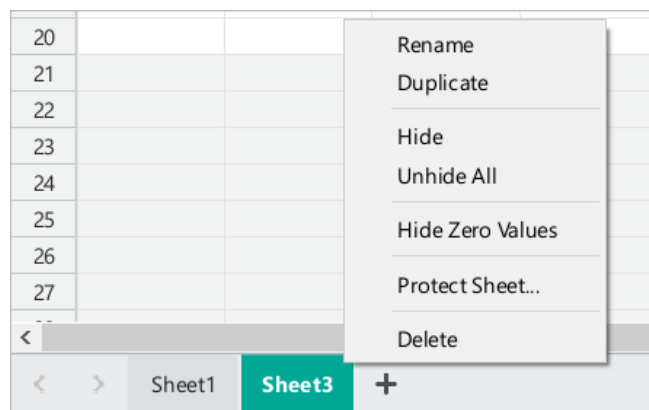 20
21
22
23
24
25
26
27
Rename
Duplicate
Hide
Unhide All
Hide Zero Values
Protect Sheet...
Delete
Sheet1 Sheet3